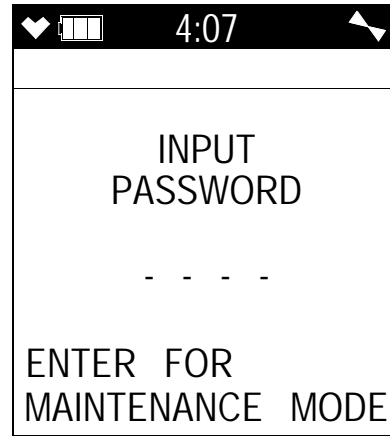 4:07
INPUT
PASSWORD
- - - -
ENTER FOR
MAINTENANCE MODE